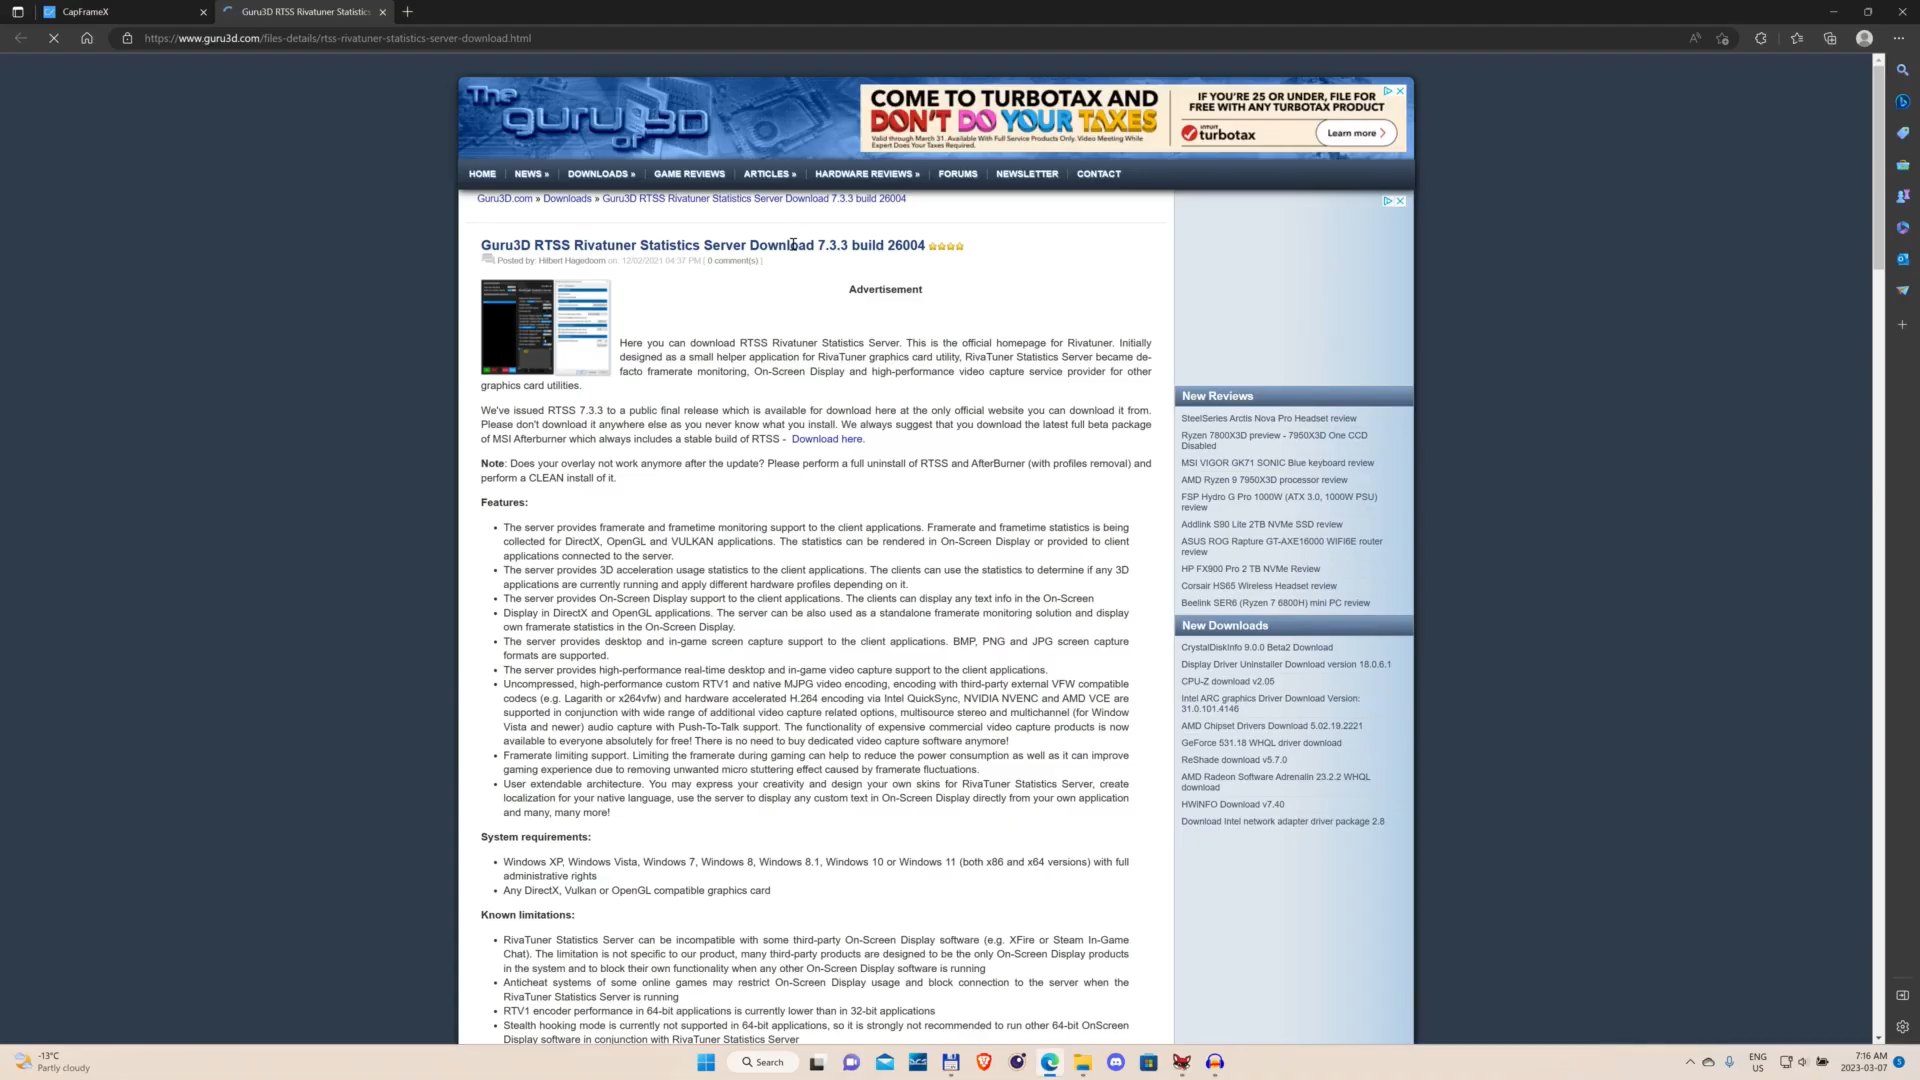 CapFrameX
Guru3D RTSS Rivatuner Statistics
https://www.guru3d.com/files-details/rtss-rivatuner-statistics-server-download.html
The guru of 3D
COME TO TURBOTAX AND
DON'T DO YOUR TAXES
Valid through March 31. Available With Full Service Products Only. Video Meeting While
Expert Does Your Taxes Required.
IF YOU'RE 25 OR UNDER, FILE FOR
FREE WITH ANY TURBOTAX PRODUCT
intuit
turbotax
Learn more
HOME NEWS » DOWNLOADS » GAME REVIEWS ARTICLES » HARDWARE REVIEWS » FORUMS NEWSLETTER CONTACT
Guru3D.com » Downloads » Guru3D RTSS Rivatuner Statistics Server Download 7.3.3 build 26004
Guru3D RTSS Rivatuner Statistics Server Download 7.3.3 build 26004
Posted by: Hilbert Hagedoorn on: 12/02/2021 04:37 PM [ 0 comment(s) ]
Advertisement
Here you can download RTSS Rivatuner Statistics Server. This is the official homepage for Rivatuner. Initially
designed as a small helper application for RivaTuner graphics card utility, RivaTuner Statistics Server became de-
facto framerate monitoring, On-Screen Display and high-performance video capture service provider for other
graphics card utilities.
We've issued RTSS 7.3.3 to a public final release which is available for download here at the only official website you can download it from.
Please don't download it anywhere else as you never know what you install. We always suggest that you download the latest full beta package
of MSI Afterburner which always includes a stable build of RTSS - Download here.
Note: Does your overlay not work anymore after the update? Please perform a full uninstall of RTSS and AfterBurner (with profiles removal) and
perform a CLEAN install of it.
Features:
• The server provides framerate and frametime monitoring support to the client applications. Framerate and frametime statistics is being
collected for DirectX, OpenGL and VULKAN applications. The statistics can be rendered in On-Screen Display or provided to client
applications connected to the server.
• The server provides 3D acceleration usage statistics to the client applications. The clients can use the statistics to determine if any 3D
applications are currently running and apply different hardware profiles depending on it.
• The server provides On-Screen Display support to the client applications. The clients can display any text info in the On-Screen
• Display in DirectX and OpenGL applications. The server can be also used as a standalone framerate monitoring solution and display
own framerate statistics in the On-Screen Display.
• The server provides desktop and in-game screen capture support to the client applications. BMP, PNG and JPG screen capture
formats are supported.
• The server provides high-performance real-time desktop and in-game video capture support to the client applications.
• Uncompressed, high-performance custom RTV1 and native MJPG video encoding, encoding with third-party external VFW compatible
codecs (e.g. Lagarith or x264vfw) and hardware accelerated H.264 encoding via Intel QuickSync, NVIDIA NVENC and AMD VCE are
supported in conjunction with wide range of additional video capture related options, multisource stereo and multichannel (for Window
Vista and newer) audio capture with Push-To-Talk support. The functionality of expensive commercial video capture products is now
available to everyone absolutely for free! There is no need to buy dedicated video capture software anymore!
• Framerate limiting support. Limiting the framerate during gaming can help to reduce the power consumption as well as it can improve
gaming experience due to removing unwanted micro stuttering effect caused by framerate fluctuations.
• User extendable architecture. You may express your creativity and design your own skins for RivaTuner Statistics Server, create
localization for your native language, use the server to display any custom text in On-Screen Display directly from your own application
and many, many more!
System requirements:
• Windows XP, Windows Vista, Windows 7, Windows 8, Windows 8.1, Windows 10 or Windows 11 (both x86 and x64 versions) with full
administrative rights
• Any DirectX, Vulkan or OpenGL compatible graphics card
Known limitations:
• RivaTuner Statistics Server can be incompatible with some third-party On-Screen Display software (e.g. XFire or Steam In-Game
Chat). The limitation is not specific to our product, many third-party products are designed to be the only On-Screen Display products
in the system and to block their own functionality when any other On-Screen Display software is running
• Anticheat systems of some online games may restrict On-Screen Display usage and block connection to the server when the
RivaTuner Statistics Server is running
• RTV1 encoder performance in 64-bit applications is currently lower than in 32-bit applications
• Stealth hooking mode is currently not supported in 64-bit applications, so it is strongly not recommended to run other 64-bit OnScreen
Display software in conjunction with RivaTuner Statistics Server
New Reviews
SteelSeries Arctis Nova Pro Headset review
Ryzen 7800X3D preview - 7950X3D One CCD
Disabled
MSI VIGOR GK71 SONIC Blue keyboard review
AMD Ryzen 9 7950X3D processor review
FSP Hydro G Pro 1000W (ATX 3.0, 1000W PSU)
review
Addlink S90 Lite 2TB NVMe SSD review
ASUS ROG Rapture GT-AXE16000 WIFI6E router
review
HP FX900 Pro 2 TB NVMe Review
Corsair HS65 Wireless Headset review
Beelink SER6 (Ryzen 7 6800H) mini PC review
New Downloads
CrystalDiskInfo 9.0.0 Beta2 Download
Display Driver Uninstaller Download version 18.0.6.1
CPU-Z download v2.05
Intel ARC graphics Driver Download Version:
31.0.101.4146
AMD Chipset Drivers Download 5.02.19.2221
GeForce 531.18 WHQL driver download
ReShade download v5.7.0
AMD Radeon Software Adrenalin 23.2.2 WHQL
download
HWiNFO Download v7.40
Download Intel network adapter driver package 2.8
-13°C
Partly cloudy
Search
DCS
ENG
US
7:16 AM
2023-03-07
5